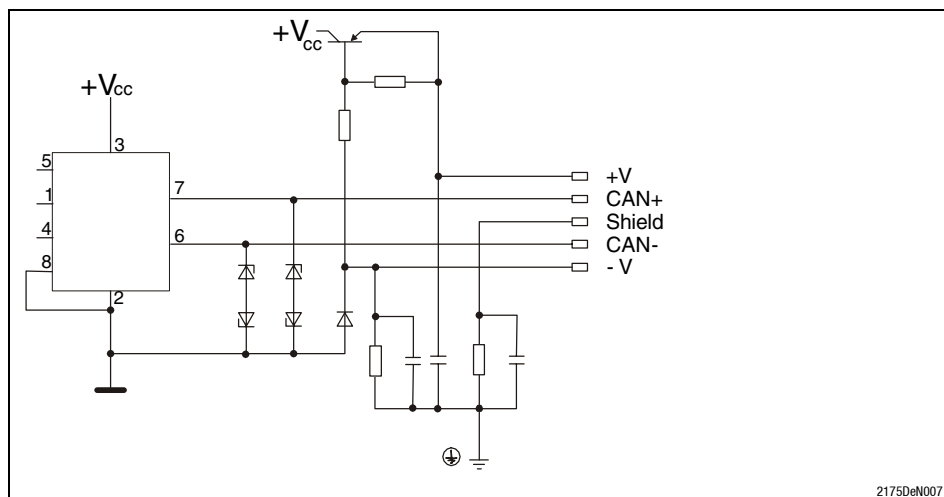 +Vcc
+Vcc
3
5
1
4
8
7
6
2
+V
CAN+
Shield
CAN-
- V
2175DeN007